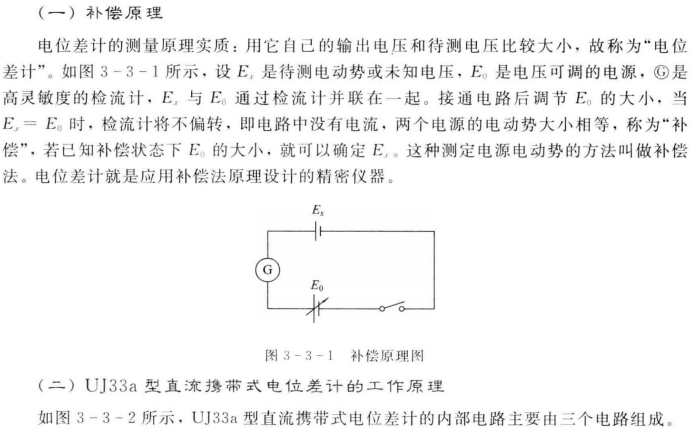 (一) 补偿原理
电位差计的测量原理实质：用它自己的输出电压和待测电压比较大小，故称为“电位
差计”。如图 3-3-1 所示，设 Eₓ 是待测电动势或未知电压，E₀ 是电压可调的电源，Ⓖ是
高灵敏度的检流计，Eₓ 与 E₀ 通过检流计并联在一起。接通电路后调节 E₀ 的大小，当
Eₓ = E₀ 时，检流计将不偏转，即电路中没有电流，两个电源的电动势大小相等，称为“补
偿”，若已知补偿状态下 E₀ 的大小，就可以确定 Eₓ。这种测定电源电动势的方法叫做补偿
法。电位差计就是应用补偿法原理设计的精密仪器。
Eₓ
G
E₀
图 3-3-1 补偿原理图
(二) UJ33a 型直流携带式电位差计的工作原理
如图 3-3-2 所示，UJ33a 型直流携带式电位差计的内部电路主要由三个电路组成。